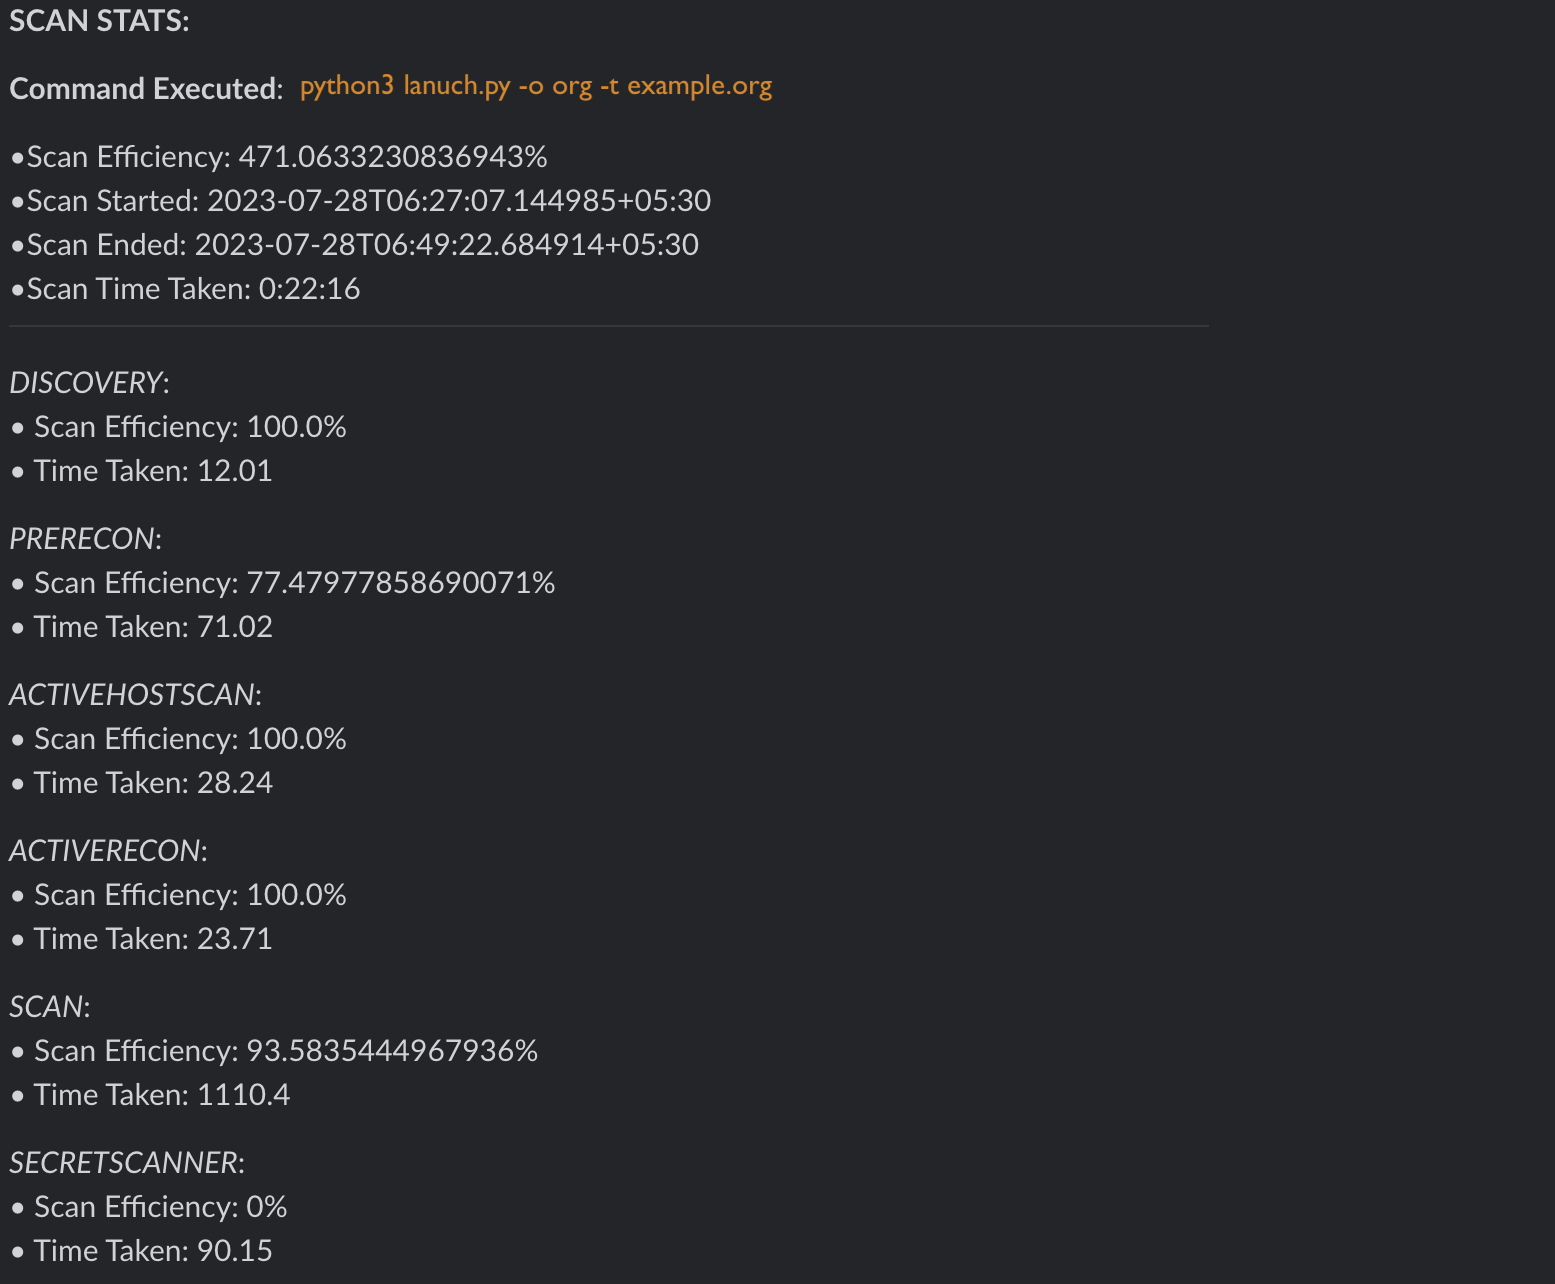 SCAN STATS:
Command Executed: python3 lanuch.py -o org -t example.org
•Scan Efficiency: 471.0633230836943%
•Scan Started: 2023-07-28T06:27:07.144985+05:30
•Scan Ended: 2023-07-28T06:49:22.684914+05:30
•Scan Time Taken: 0:22:16
DISCOVERY:
• Scan Efficiency: 100.0%
• Time Taken: 12.01
PRERECON:
• Scan Efficiency: 77.47977858690071%
• Time Taken: 71.02
ACTIVEHOSTSCAN:
• Scan Efficiency: 100.0%
• Time Taken: 28.24
ACTIVERECON:
• Scan Efficiency: 100.0%
• Time Taken: 23.71
SCAN:
• Scan Efficiency: 93.5835444967936%
• Time Taken: 1110.4
SECRETSCANNER:
• Scan Efficiency: 0%
• Time Taken: 90.15